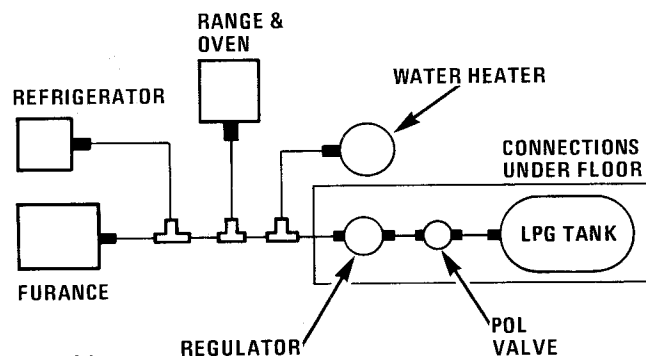 RANGE &
OVEN
WATER HEATER
REFRIGERATOR
CONNECTIONS
UNDER FLOOR
LPG TANK
FURANCE
POL
VALVE
REGULATOR